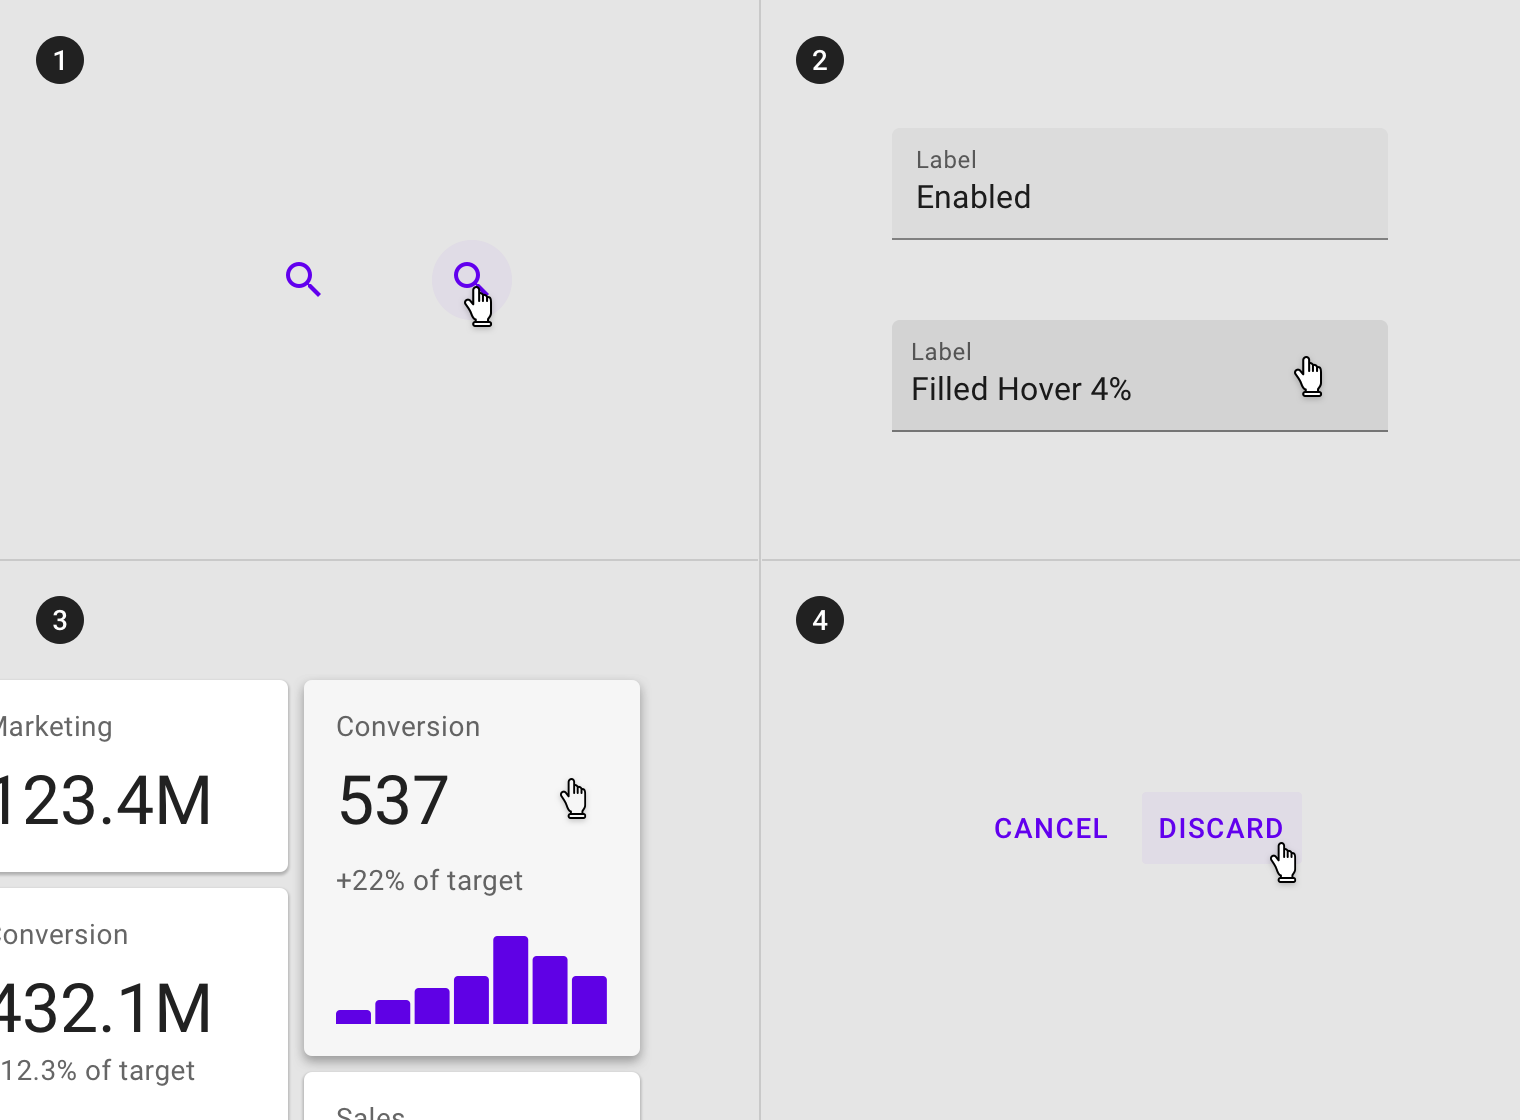 1
2
Label
Enabled
Label
Filled Hover 4%
3
Marketing
123.4M
Conversion
432.1M
12.3% of target
Conversion
537
+22% of target
Sales
4
CANCEL
DISCARD